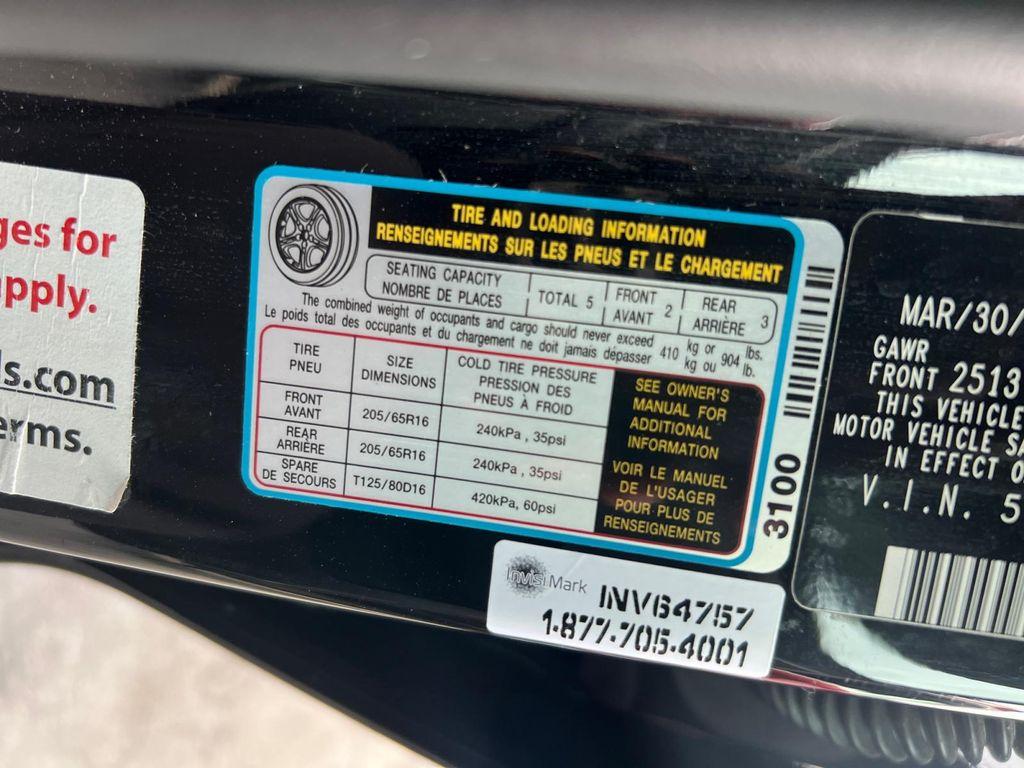 ges for
pply.
ls.com
erms.
TIRE AND LOADING INFORMATION
RENSEIGNEMENTS SUR LES PNEUS ET LE CHARGEMENT
SEATING CAPACITY
NOMBRE DE PLACES
TOTAL 5
FRONT
AVANT
2
REAR
ARRIÈRE
3
The combined weight of occupants and cargo should never exceed 410 kg or 904 lbs.
Le poids total des occupants et du chargement ne doit jamais dépasser 410 kg ou 904 lb.
TIRE
PNEU
SIZE
DIMENSIONS
COLD TIRE PRESSURE
PRESSION DES
PNEUS À FROID
FRONT
AVANT
205/65R16
240kPa , 35psi
REAR
ARRIÈRE
205/65R16
240kPa , 35psi
SPARE
DE SECOURS
T125/80D16
420kPa, 60psi
SEE OWNER'S
MANUAL FOR
ADDITIONAL
INFORMATION
VOIR LE MANUEL
DE L'USAGER
POUR PLUS DE
RENSEIGNEMENTS
3100
InvisiMark
INV64757
1-877-705-4001
MAR/30/
GAWR
FRONT 2513
THIS VEHICLE
MOTOR VEHICLE SA
IN EFFECT O
V.I.N. 5